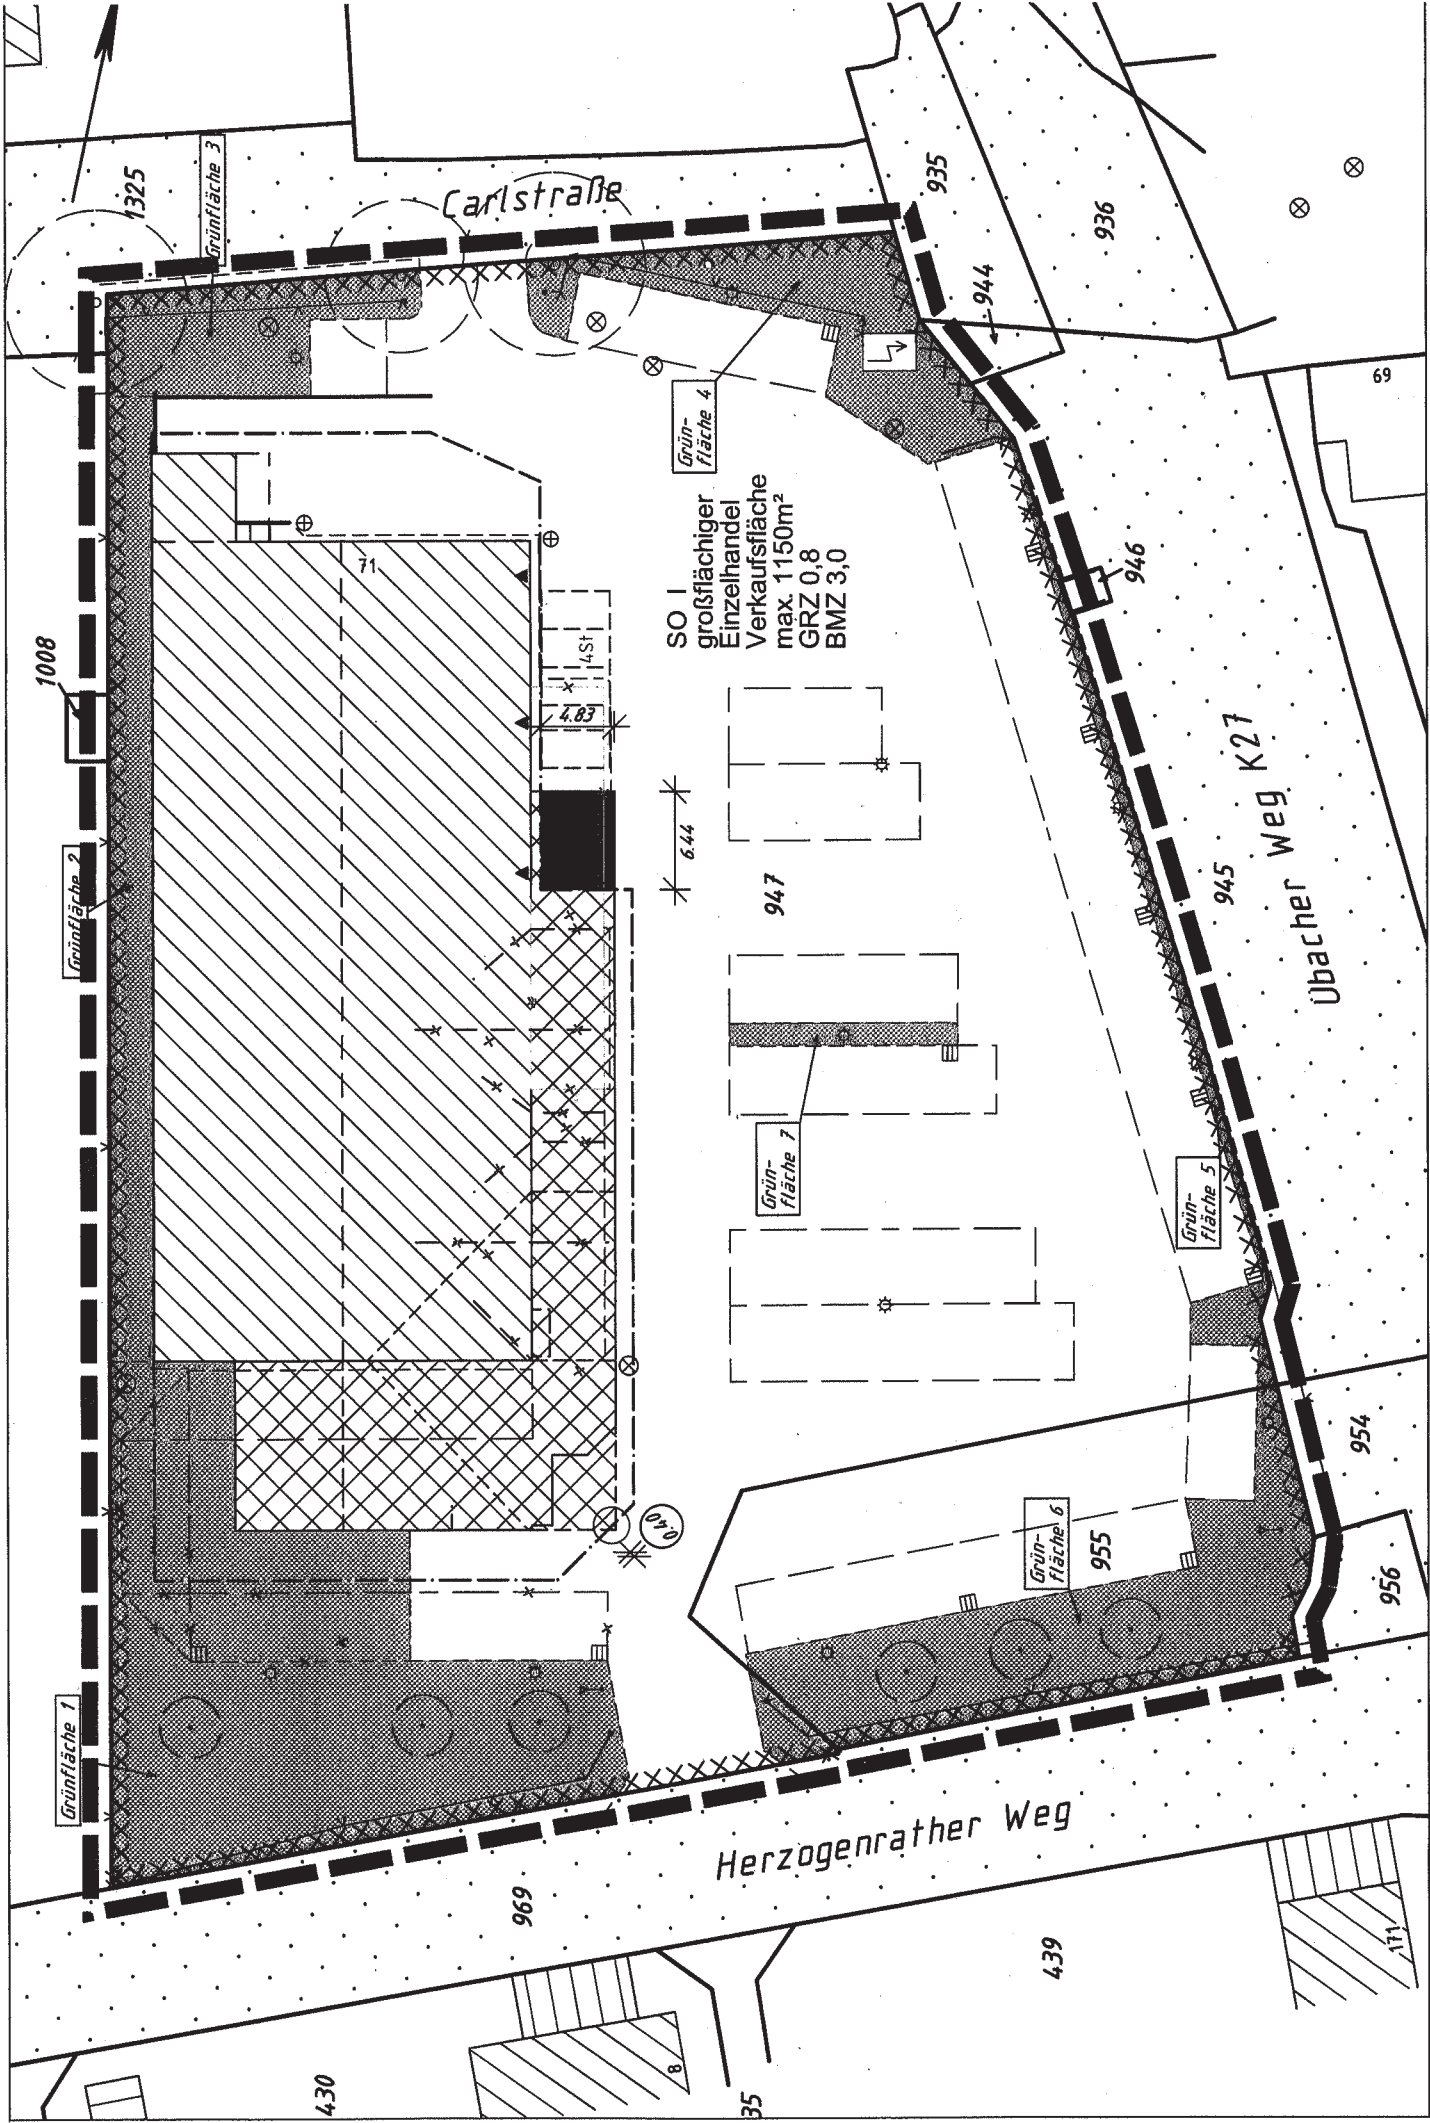 1325
Grünfläche 3
Carlstraße
935
936
944
69
Grün-
fläche 4
SO I
großflächiger
Einzelhandel
Verkaufsfläche
max. 1150m²
GRZ 0,8
BMZ 3,0
71
4St
4.83
6.44
1008
946
Grünfläche 2
947
945
Übacher Weg K27
Grün-
fläche 7
Grün-
fläche 5
954
0.40
Grün-
fläche 6
955
956
Grünfläche 1
Herzogenrather Weg
969
439
171
430
8
35